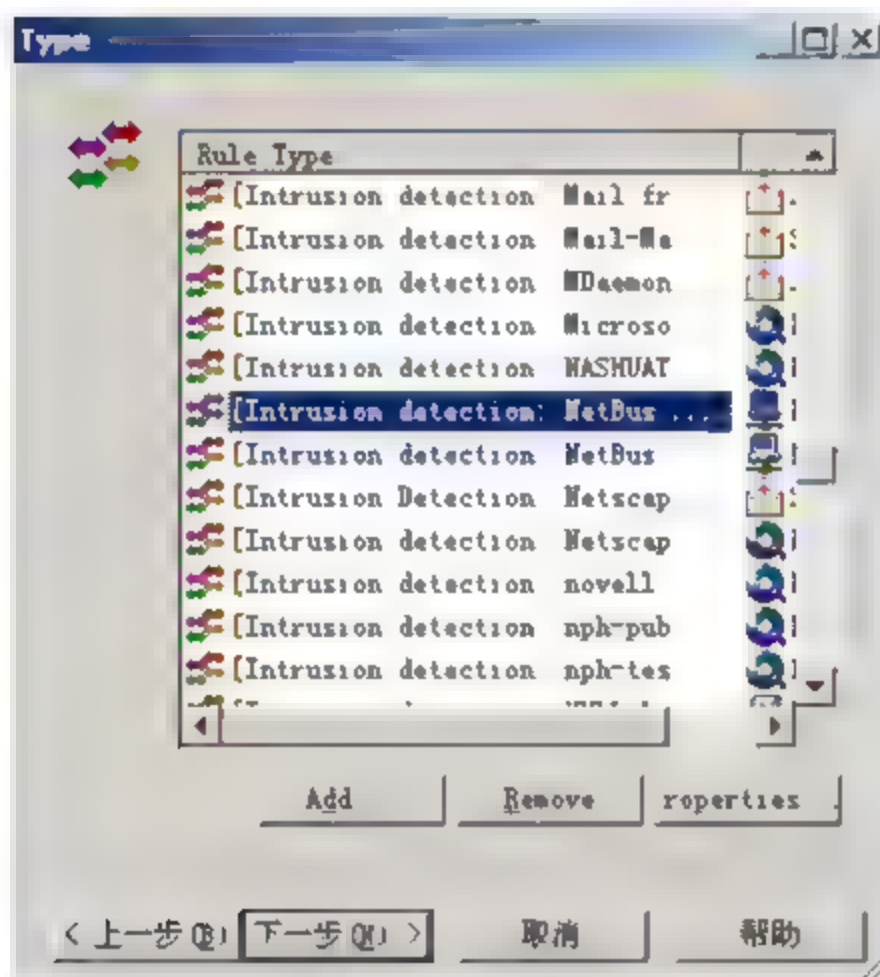 Type
Rule Type
[Intrusion detection Mail fr
[Intrusion detection Mail-Ma
[Intrusion detection MDaemon
[Intrusion detection Microso
[Intrusion detection NASHUAT
[Intrusion detection: NetBus ...
[Intrusion detection NetBus
[Intrusion Detection Netscap
[Intrusion detection Netscap
[Intrusion detection novell
[Intrusion detection nph-pub
[Intrusion detection nph-tes
Add Remove roperties
< 上一步(B) 下一步(N) > 取消 帮助